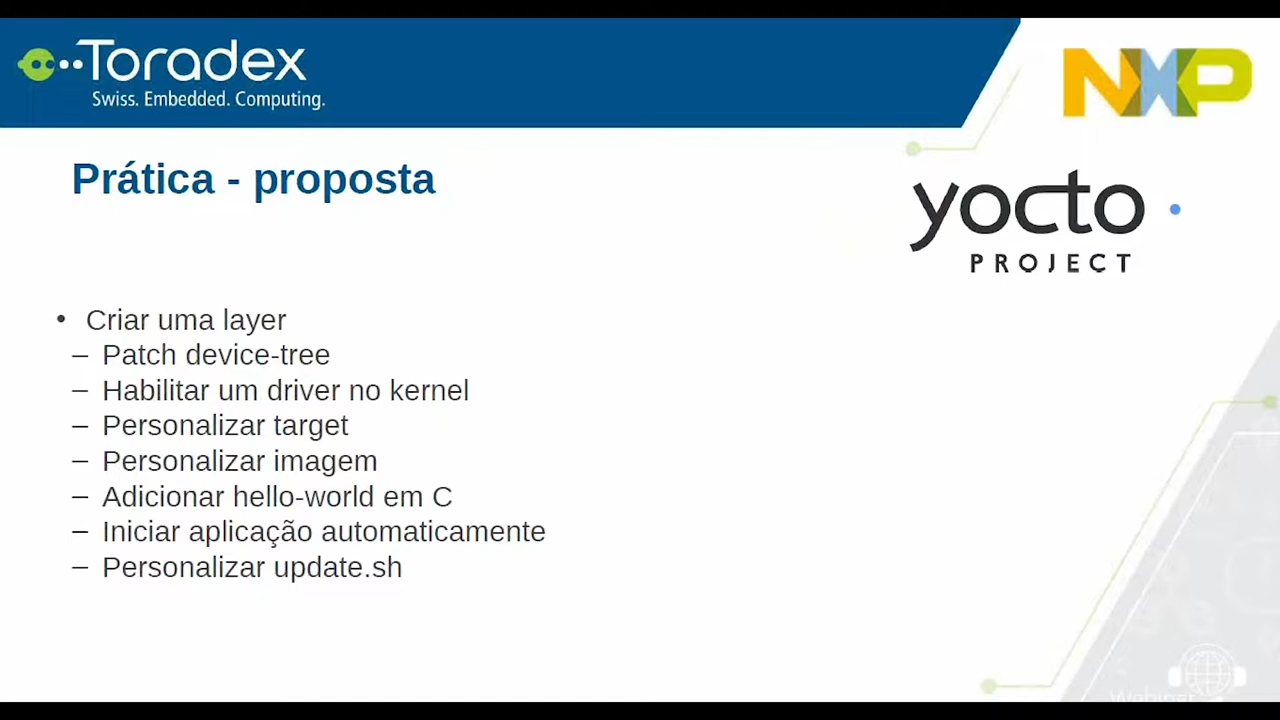 Toradex
Swiss. Embedded. Computing.
NXP
Prática - proposta
yocto
PROJECT
• Criar uma layer
– Patch device-tree
– Habilitar um driver no kernel
– Personalizar target
– Personalizar imagem
– Adicionar hello-world em C
– Iniciar aplicação automaticamente
– Personalizar update.sh
Webinar